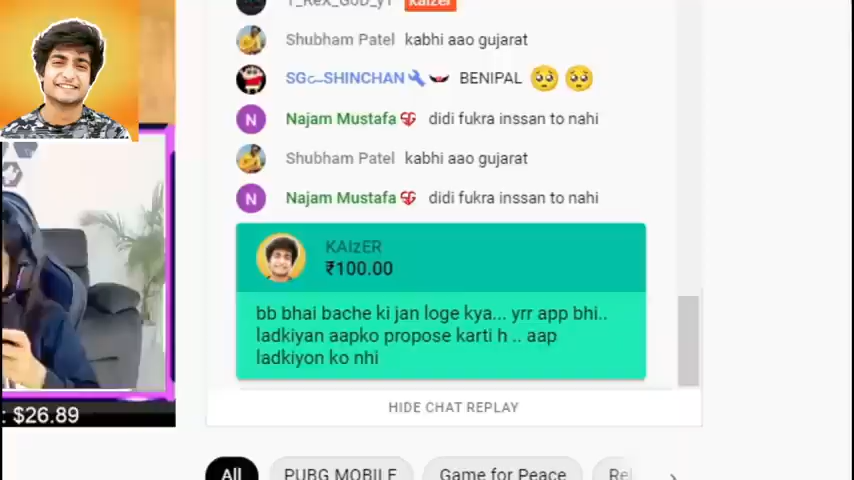 T_ReX_GoD_yT Kaizer
Shubham Patel kabhi aao gujarat
SG SHINCHAN BENIPAL
N Najam Mustafa SG didi fukra inssan to nahi
Shubham Patel kabhi aao gujarat
N Najam Mustafa SG didi fukra inssan to nahi
KAIzER
₹100.00
bb bhai bache ki jan loge kya... yrr app bhi..
ladkiyan aapko propose karti h .. aap
ladkiyon ko nhi
: $26.89
HIDE CHAT REPLAY
All PUBG MOBILE Game for Peace Rel